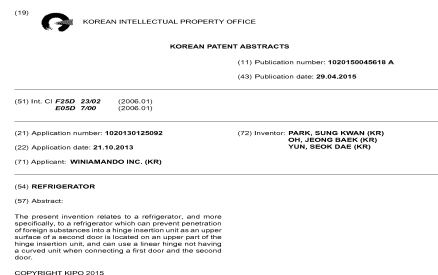 (19)
KOREAN INTELLECTUAL PROPERTY OFFICE
KOREAN PATENT ABSTRACTS
(11) Publication number: 1020150045618 A
(43) Publication date: 29.04.2015
(51) Int. Cl F25D 23/02 (2006.01)
E05D 7/00 (2006.01)
(21) Application number: 1020130125092
(22) Application date: 21.10.2013
(71) Applicant: WINIAMANDO INC. (KR)
(72) Inventor: PARK, SUNG KWAN (KR)
OH, JEONG BAEK (KR)
YUN, SEOK DAE (KR)
(54) REFRIGERATOR
(57) Abstract:
The present invention relates to a refrigerator, and more
specifically, to a refrigerator which can prevent penetration
of foreign substances into a hinge insertion unit as an upper
surface of a second door is located on an upper part of the
hinge insertion unit, and can use a linear hinge not having
a curved unit when connecting a first door and the second
door.
COPYRIGHT KIPO 2015